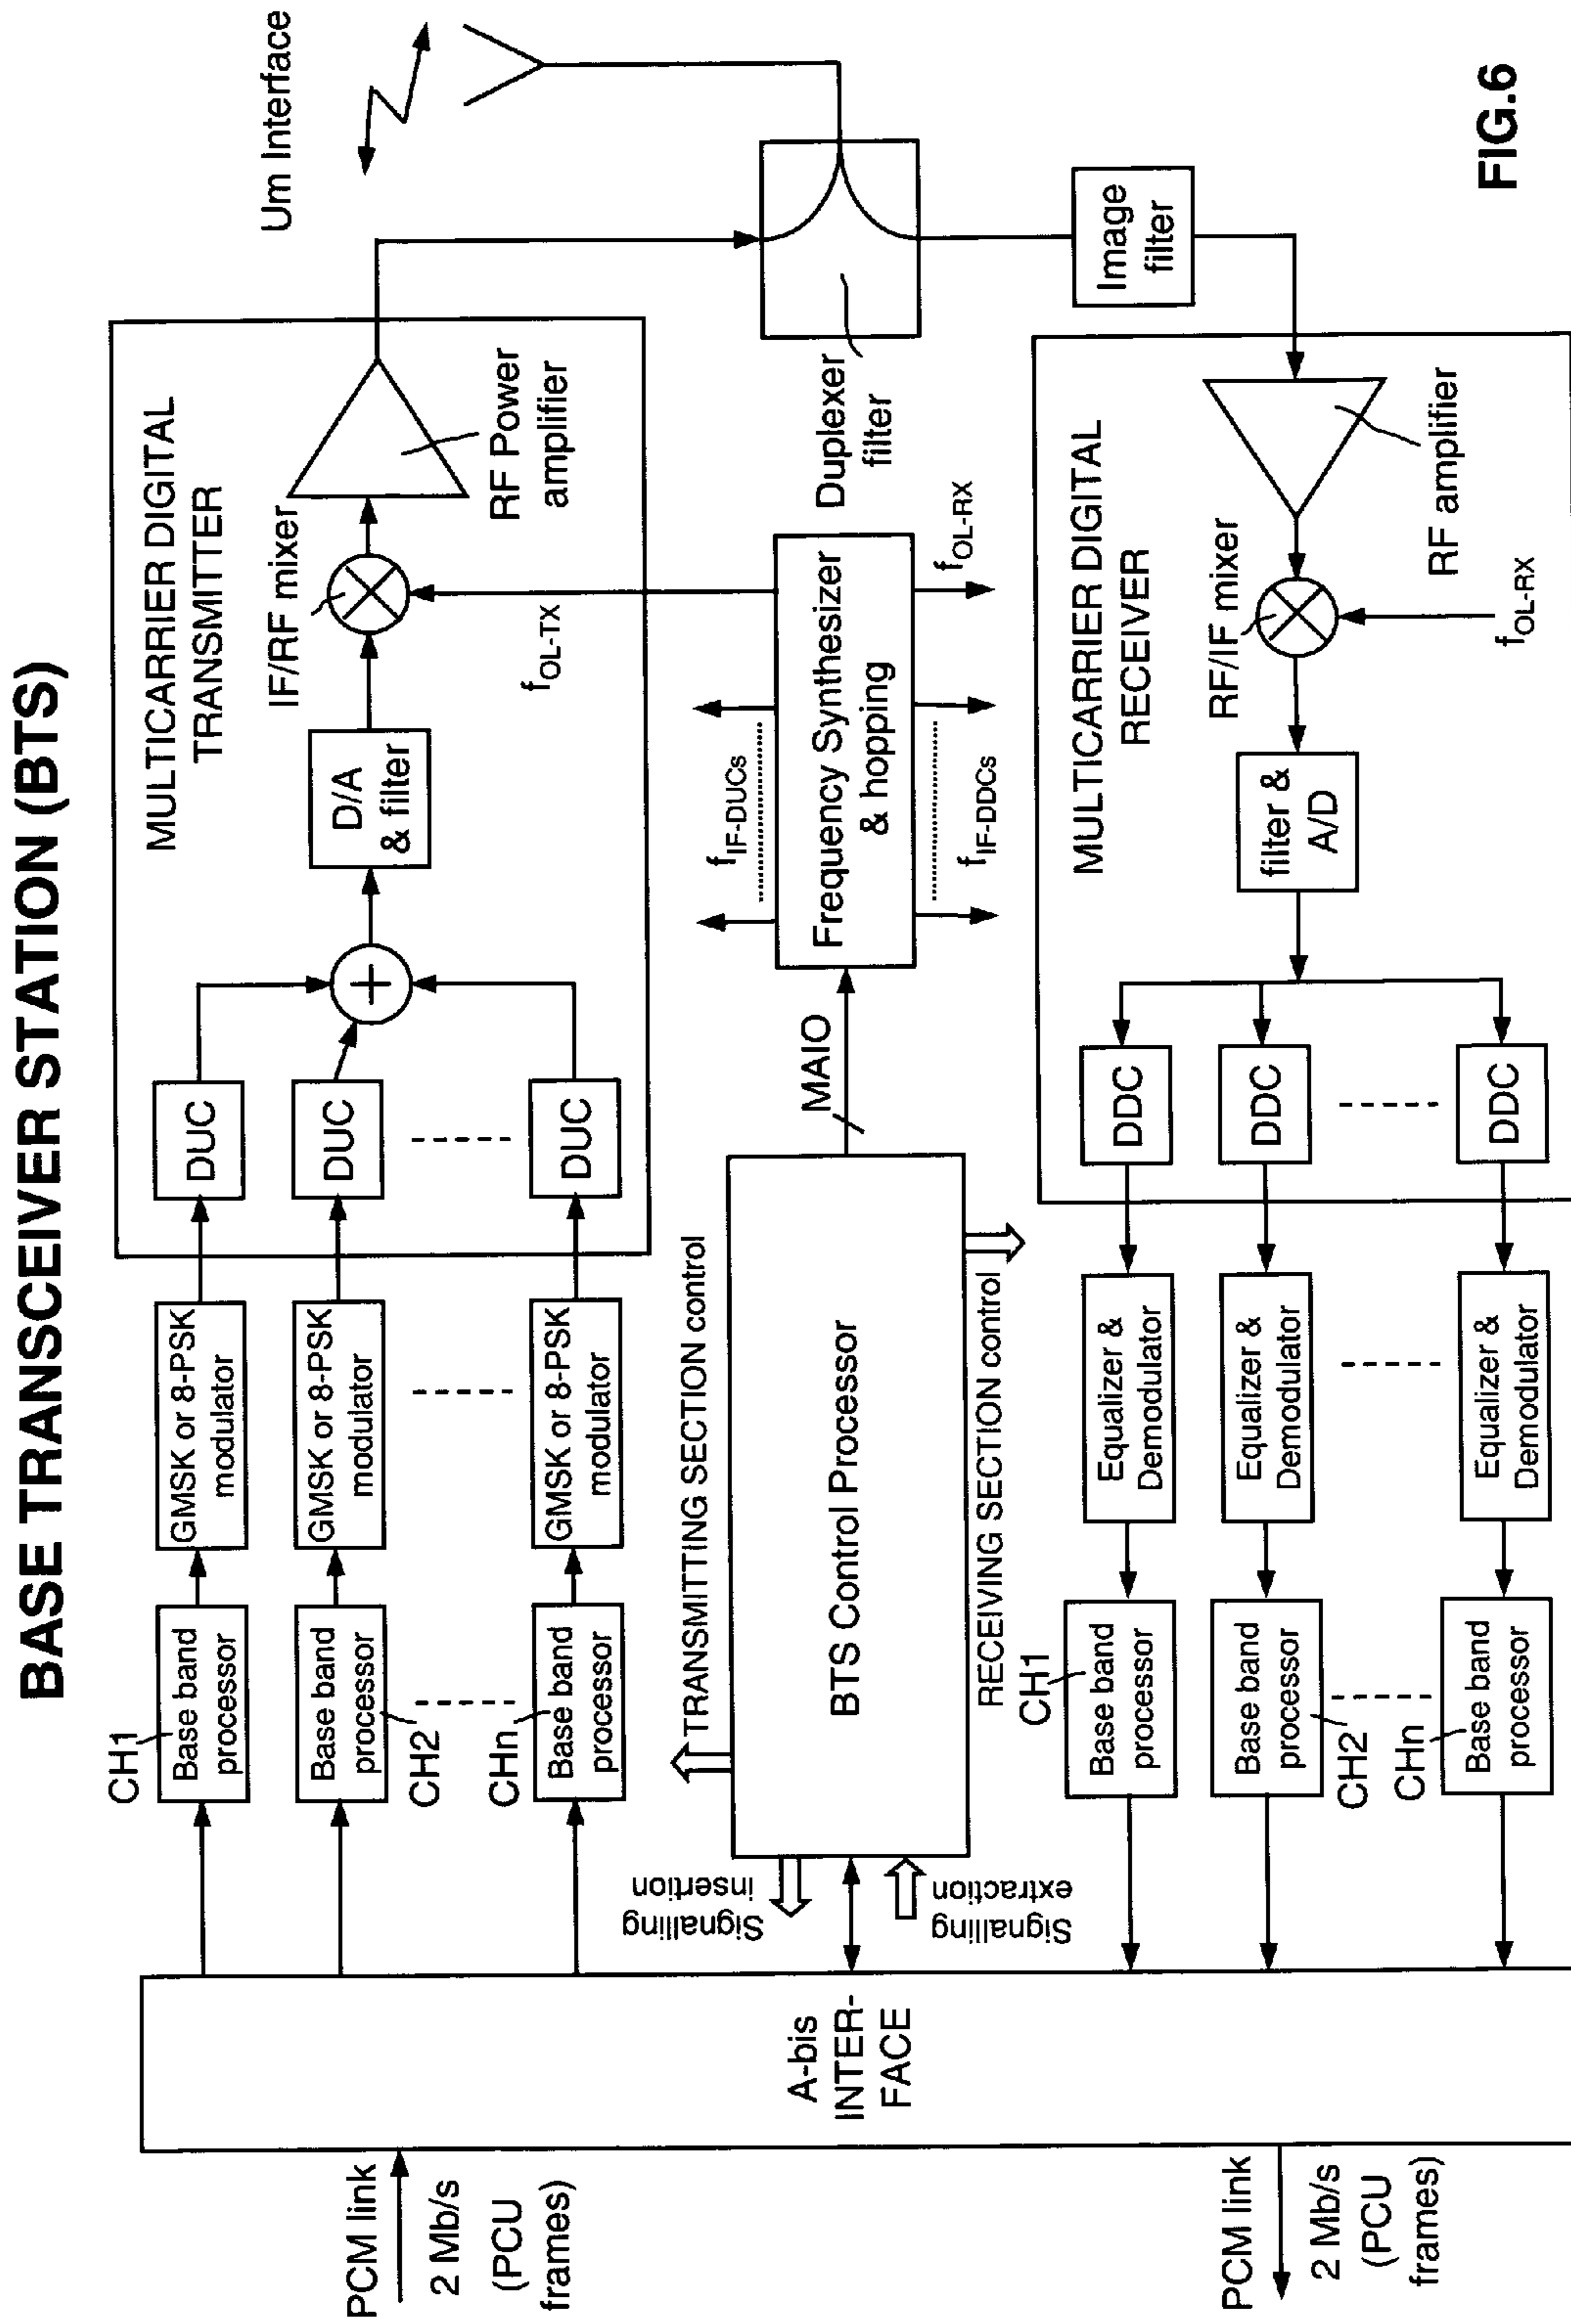 BASE TRANSCEIVER STATION (BTS)
Um Interface
MULTICARRIER DIGITAL
TRANSMITTER
CH1
Base band
processor
GMSK or 8-PSK
modulator
DUC
Base band
processor
CH2
GMSK or 8-PSK
modulator
DUC
CHn
Base band
processor
GMSK or 8-PSK
modulator
DUC
+
D/A
& filter
IF/RF mixer
RF Power
amplifier
fOL-TX
PCM link
2 Mb/s
(PCU
frames)
A-bis
INTER-
FACE
Signalling
insertion
Signalling
extraction
TRANSMITTING SECTION control
BTS Control Processor
RECEIVING SECTION control
MAIO
fIF-DUCs
Frequency Synthesizer
& hopping
fIF-DDCs
fOL-RX
Duplexer
filter
Image
filter
MULTICARRIER DIGITAL
RECEIVER
CH1
Base band
processor
Equalizer &
Demodulator
DDC
Base band
processor
CH2
Equalizer &
Demodulator
DDC
CHn
Base band
processor
Equalizer &
Demodulator
DDC
filter &
A/D
RF/IF mixer
fOL-RX
RF amplifier
PCM link
2 Mb/s
(PCU
frames)
FIG.6